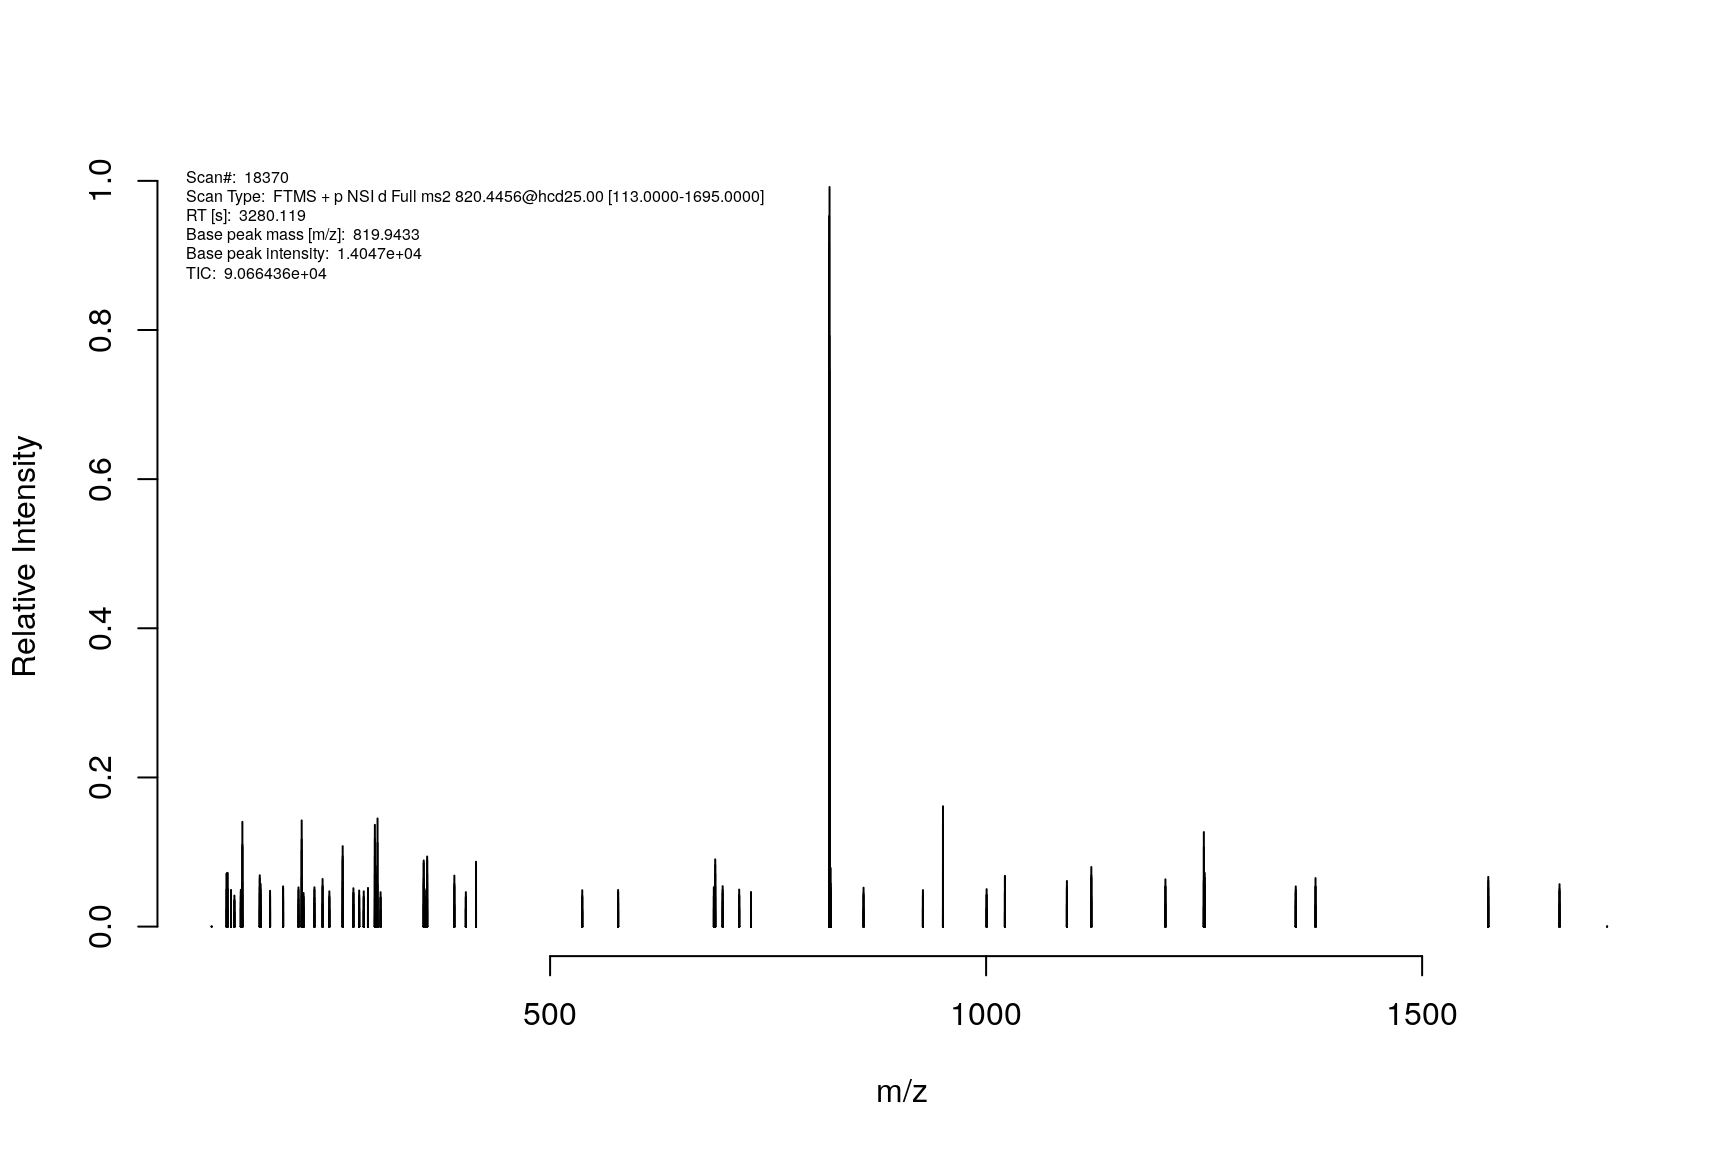 Scan#:  18370
Scan Type:  FTMS + p NSI d Full ms2 820.4456@hcd25.00 [113.0000-1695.0000]
RT [s]:  3280.119
Base peak mass [m/z]:  819.9433
Base peak intensity:  1.4047e+04
TIC:  9.066436e+04
1.0
0.8
0.6
0.4
0.2
0.0
Relative Intensity
500 1000 1500
m/z